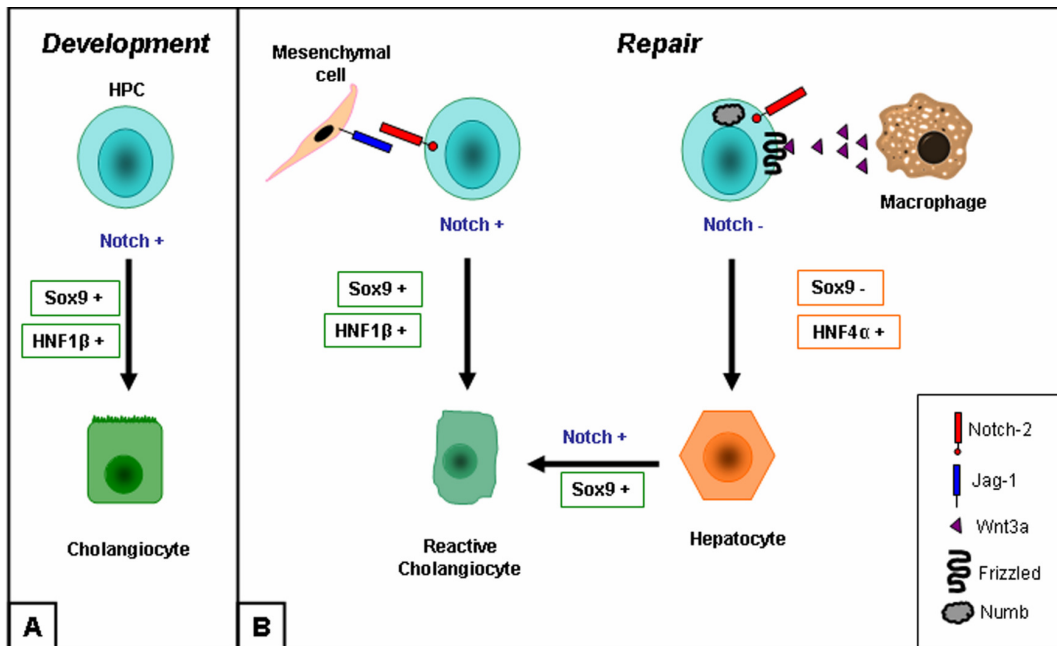 Development
HPC
Notch +
Sox9 +
HNF1β +
Cholangiocyte
A
Repair
Mesenchymal
cell
Notch +
Sox9 +
HNF1β +
Reactive
Cholangiocyte
Macrophage
Notch -
Sox9 -
HNF4α +
Notch +
Sox9 +
Hepatocyte
B
Notch-2
Jag-1
Wnt3a
Frizzled
Numb